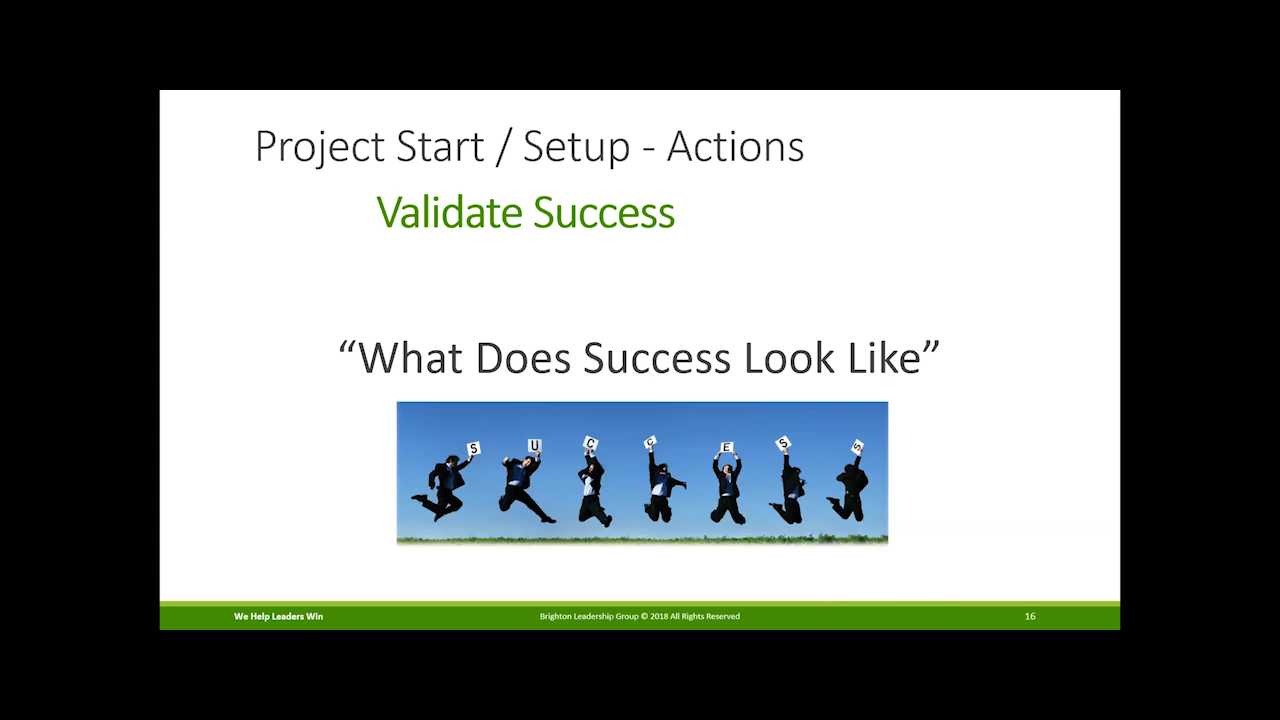 Project Start / Setup - Actions
Validate Success
“What Does Success Look Like”
S U C C E S S
We Help Leaders Win
Brighton Leadership Group © 2018 All Rights Reserved
16